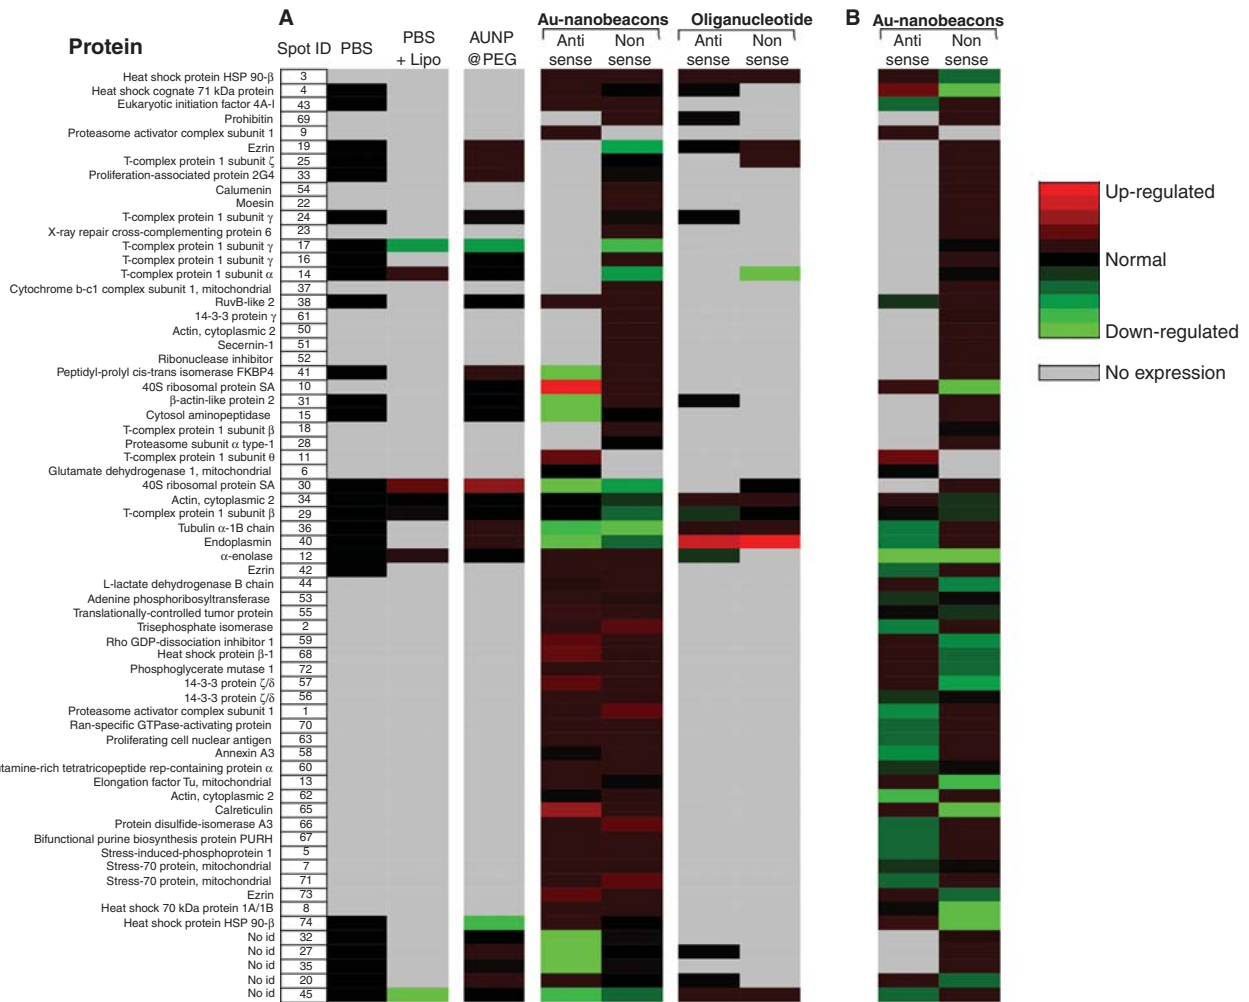 A
B
Au-nanobeacons
Oliganucleotide
Au-nanobeacons
Protein
Spot ID
PBS
PBS + Lipo
AUNP @PEG
Anti sense
Non sense
Anti sense
Non sense
Anti sense
Non sense
Heat shock protein HSP 90-β 3
Heat shock cognate 71 kDa protein 4
Eukaryotic initiation factor 4A-I 43
Prohibitin 69
Proteasome activator complex subunit 1 9
Ezrin 19
T-complex protein 1 subunit ζ 25
Proliferation-associated protein 2G4 33
Calumenin 54
Moesin 22
T-complex protein 1 subunit γ 24
X-ray repair cross-complementing protein 6 23
T-complex protein 1 subunit γ 17
T-complex protein 1 subunit γ 16
T-complex protein 1 subunit α 14
Cytochrome b-c1 complex subunit 1, mitochondrial 37
RuvB-like 2 38
14-3-3 protein γ 61
Actin, cytoplasmic 2 50
Secernin-1 51
Ribonuclease inhibitor 52
Peptidyl-prolyl cis-trans isomerase FKBP4 41
40S ribosomal protein SA 10
β-actin-like protein 2 31
Cytosol aminopeptidase 15
T-complex protein 1 subunit β 18
Proteasome subunit α type-1 28
T-complex protein 1 subunit θ 11
Glutamate dehydrogenase 1, mitochondrial 6
40S ribosomal protein SA 30
Actin, cytoplasmic 2 34
T-complex protein 1 subunit β 29
Tubulin α-1B chain 36
Endoplasmin 40
α-enolase 12
Ezrin 42
L-lactate dehydrogenase B chain 44
Adenine phosphoribosyltransferase 53
Translationally-controlled tumor protein 55
Trisephosphate isomerase 2
Rho GDP-dissociation inhibitor 1 59
Heat shock protein β-1 68
Phosphoglycerate mutase 1 72
14-3-3 protein ζ/δ 57
14-3-3 protein ζ/δ 56
Proteasome activator complex subunit 1 1
Ran-specific GTPase-activating protein 70
Proliferating cell nuclear antigen 63
Annexin A3 58
utamine-rich tetratricopeptide rep-containing protein α 60
Elongation factor Tu, mitochondrial 13
Actin, cytoplasmic 2 62
Calreticulin 65
Protein disulfide-isomerase A3 66
Bifunctional purine biosynthesis protein PURH 67
Stress-induced-phosphoprotein 1 5
Stress-70 protein, mitochondrial 7
Stress-70 protein, mitochondrial 71
Ezrin 73
Heat shock 70 kDa protein 1A/1B 8
Heat shock protein HSP 90-β 74
No id 32
No id 27
No id 35
No id 20
No id 45
Up-regulated
Normal
Down-regulated
No expression